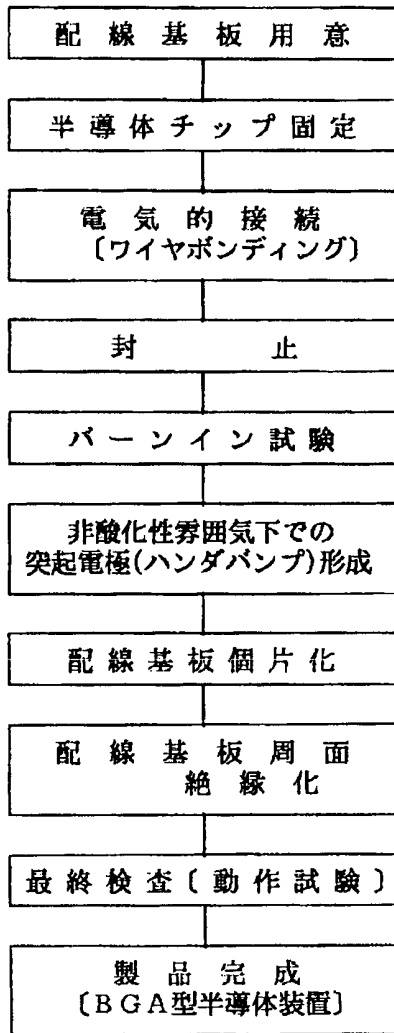 配線基板用意
半導体チップ固定
電気的接続
〔ワイヤボンディング〕
封止
バーンイン試験
非酸化性雰囲気下での
突起電極(ハンダバンプ)形成
配線基板個片化
配線基板周面
絶縁化
最終検査〔動作試験〕
製品完成
〔BGA型半導体装置〕